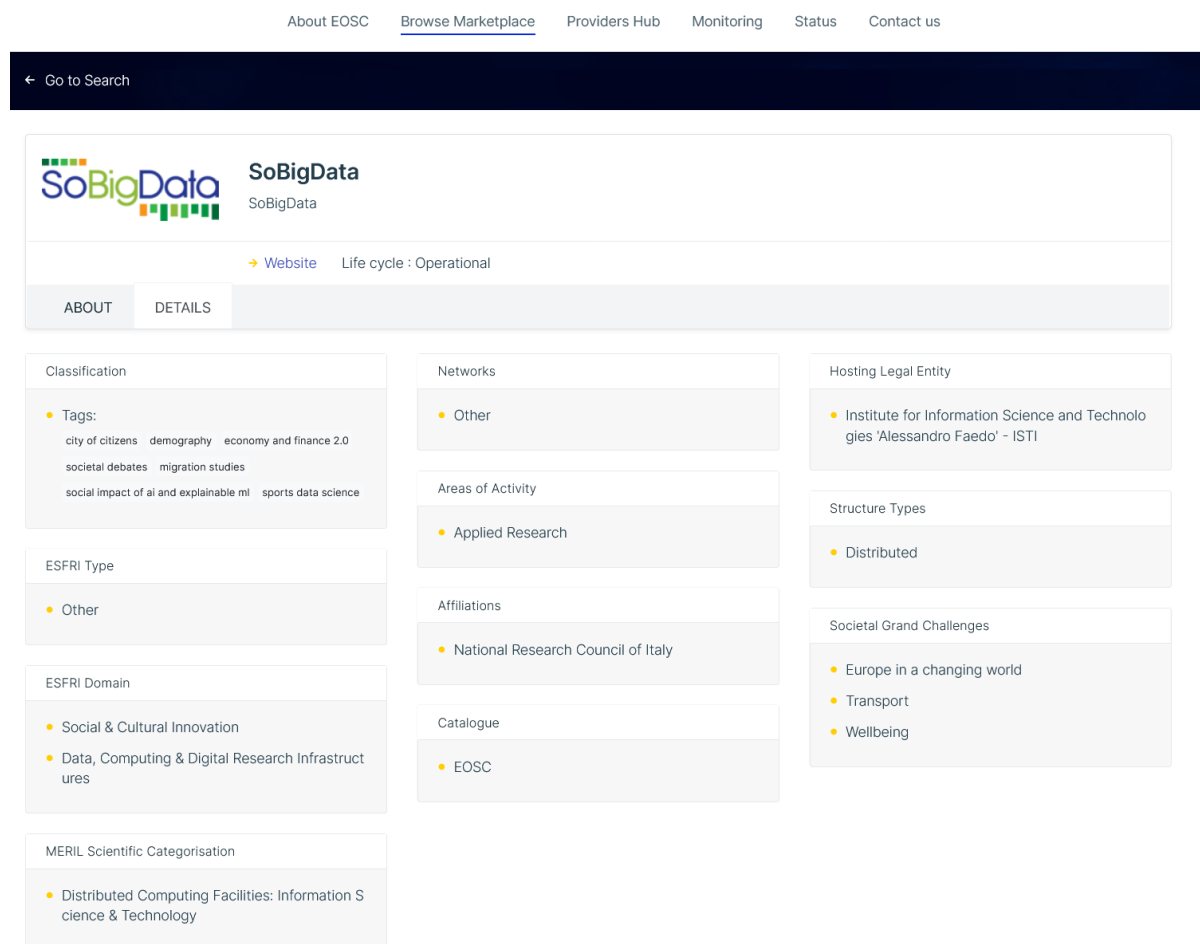 About EOSC Browse Marketplace Providers Hub Monitoring Status Contact us
← Go to Search
SoBigData
SoBigData
SoBigData
→ Website Life cycle : Operational
ABOUT DETAILS
Classification
Tags:
city of citizens demography economy and finance 2.0
societal debates migration studies
social impact of ai and explainable ml sports data science
ESFRI Type
Other
ESFRI Domain
Social & Cultural Innovation
Data, Computing & Digital Research Infrastruct
ures
MERIL Scientific Categorisation
Distributed Computing Facilities: Information S
cience & Technology
Networks
Other
Areas of Activity
Applied Research
Affiliations
National Research Council of Italy
Catalogue
EOSC
Hosting Legal Entity
Institute for Information Science and Technolo
gies 'Alessandro Faedo' - ISTI
Structure Types
Distributed
Societal Grand Challenges
Europe in a changing world
Transport
Wellbeing